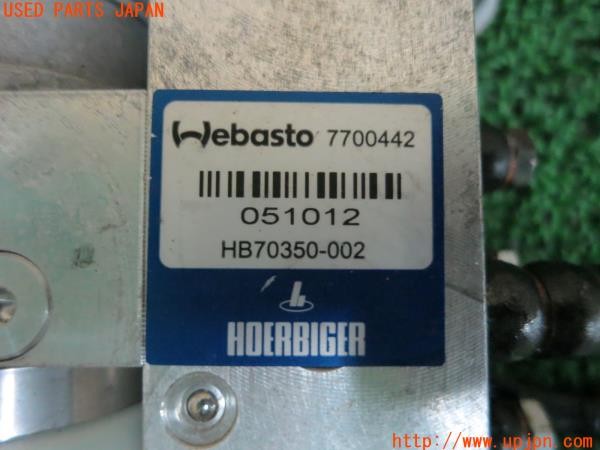 USED PARTS JAPAN
Webasto 7700442
051012
HB70350-002
HOERBIGER
http://www.upjpn.com/